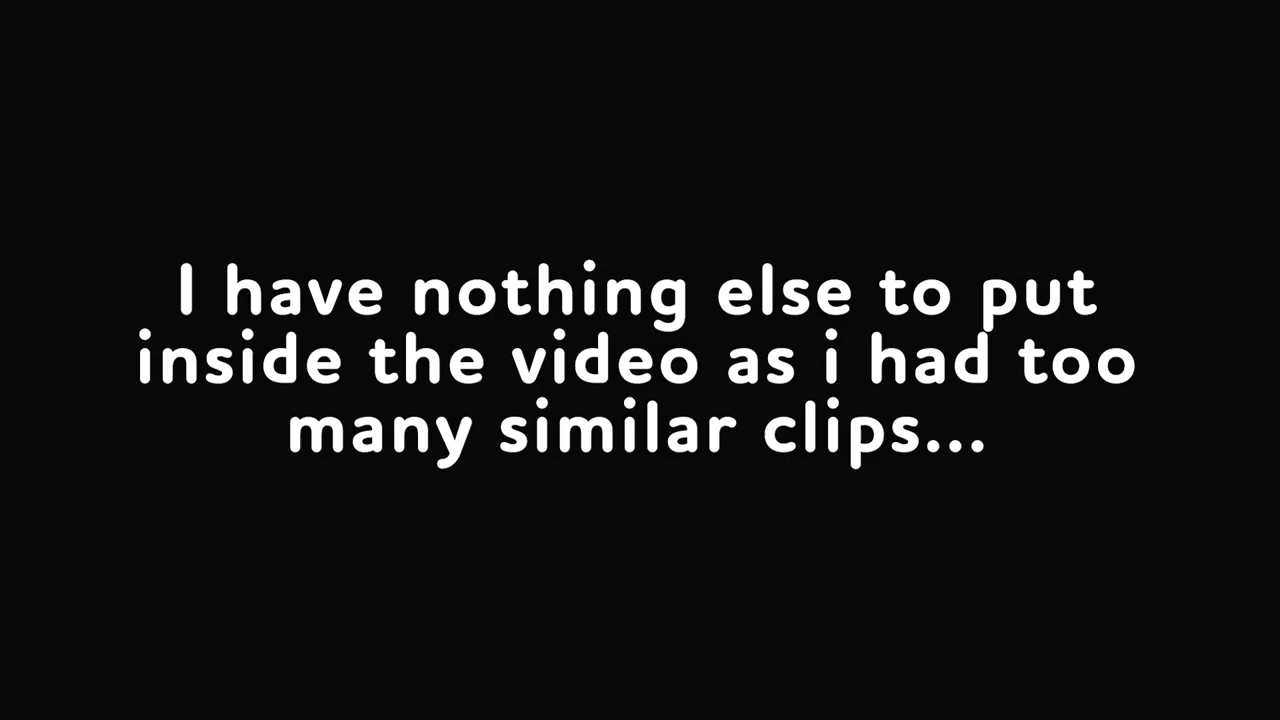 I have nothing else to put
inside the video as i had too
many similar clips...